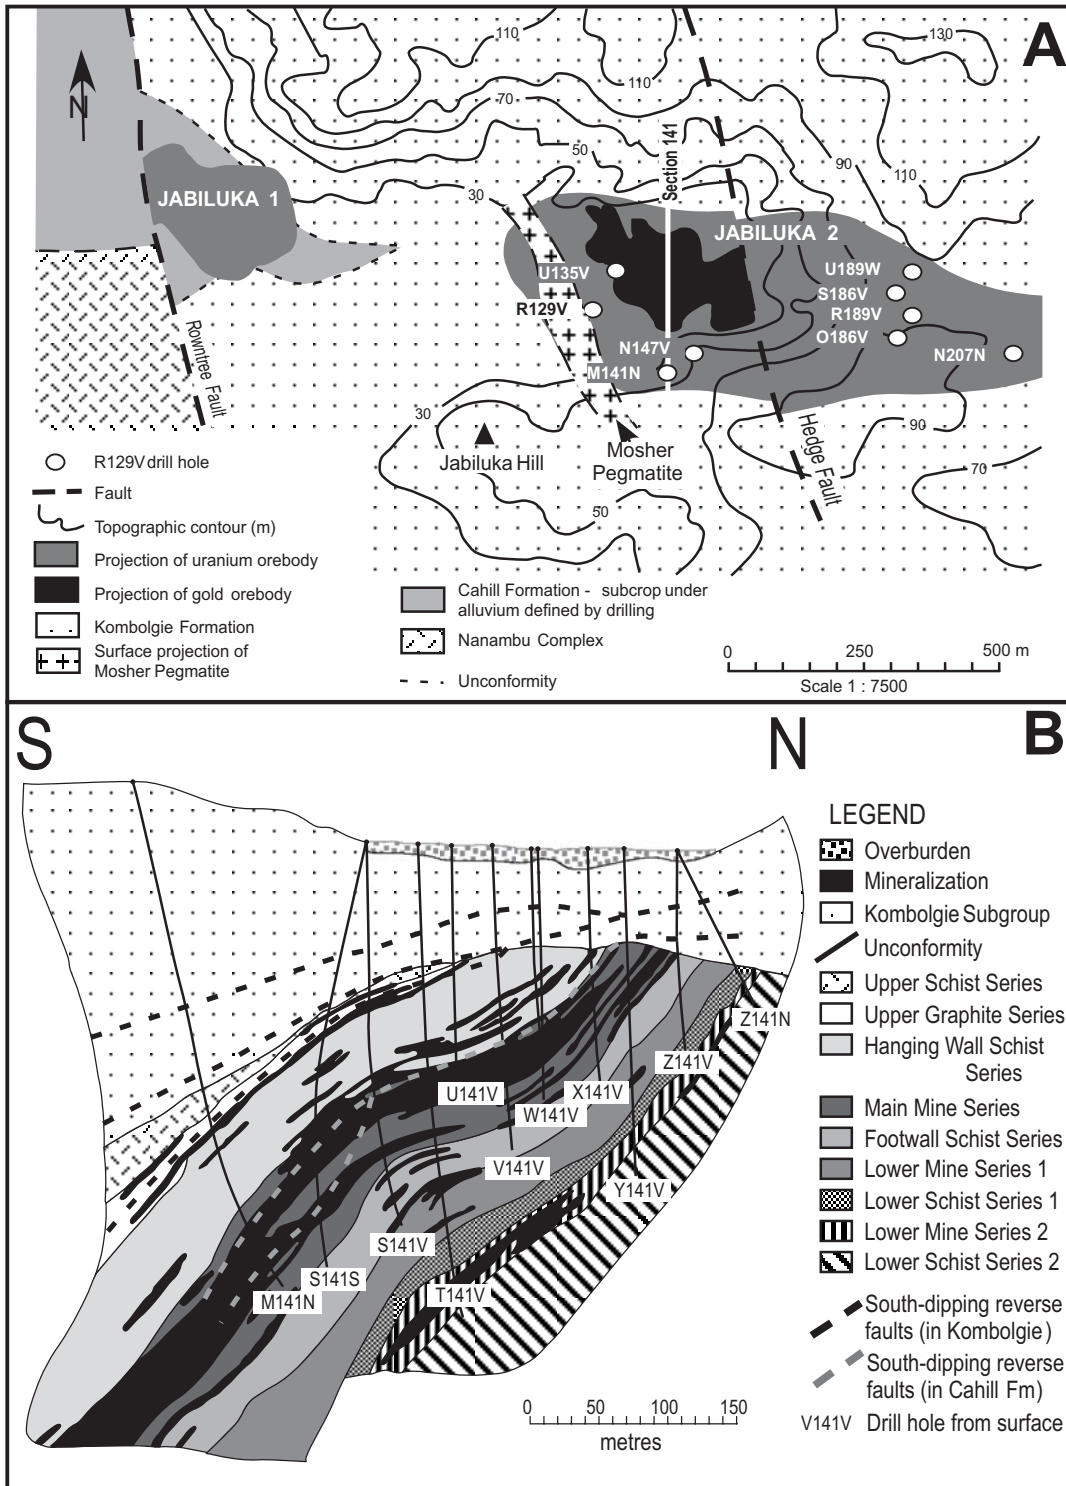 A
N
110
130
110
70
50
90
110
30
30
50
90
70
Section 141
JABILUKA 1
JABILUKA 2
U135V
R129V
N147V
M141N
U189W
S186V
R189V
O186V
N207N
Rowntree Fault
Hedge Fault
Jabiluka Hill
Mosher
Pegmatite
R129V drill hole
Fault
Topographic contour (m)
Projection of uranium orebody
Projection of gold orebody
Kombolgie Formation
Surface projection of
Mosher Pegmatite
Cahill Formation - subcrop under
alluvium defined by drilling
Nanambu Complex
Unconformity
0 250 500 m
Scale 1 : 7500
B
S
N
Z141N
Z141V
X141V
U141V
W141V
V141V
Y141V
S141V
S141S
T141V
M141N
0 50 100 150
metres
LEGEND
Overburden
Mineralization
Kombolgie Subgroup
Unconformity
Upper Schist Series
Upper Graphite Series
Hanging Wall Schist
Series
Main Mine Series
Footwall Schist Series
Lower Mine Series 1
Lower Schist Series 1
Lower Mine Series 2
Lower Schist Series 2
South-dipping reverse
faults (in Kombolgie)
South-dipping reverse
faults (in Cahill Fm)
V141V Drill hole from surface